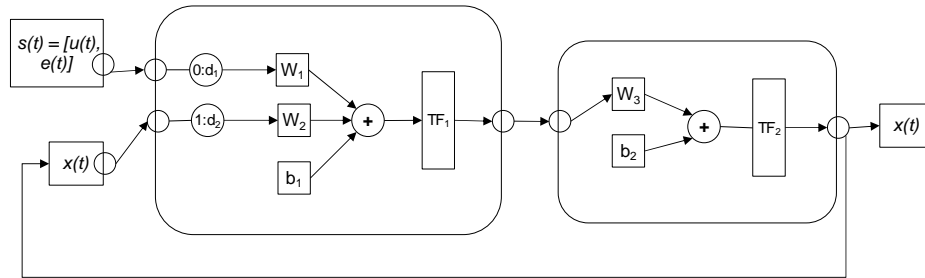 s(t) = [u(t),
e(t)]
0:d₁
W₁
1:d₂
W₂
+
TF₁
b₁
x(t)
W₃
+
TF₂
b₂
x(t)